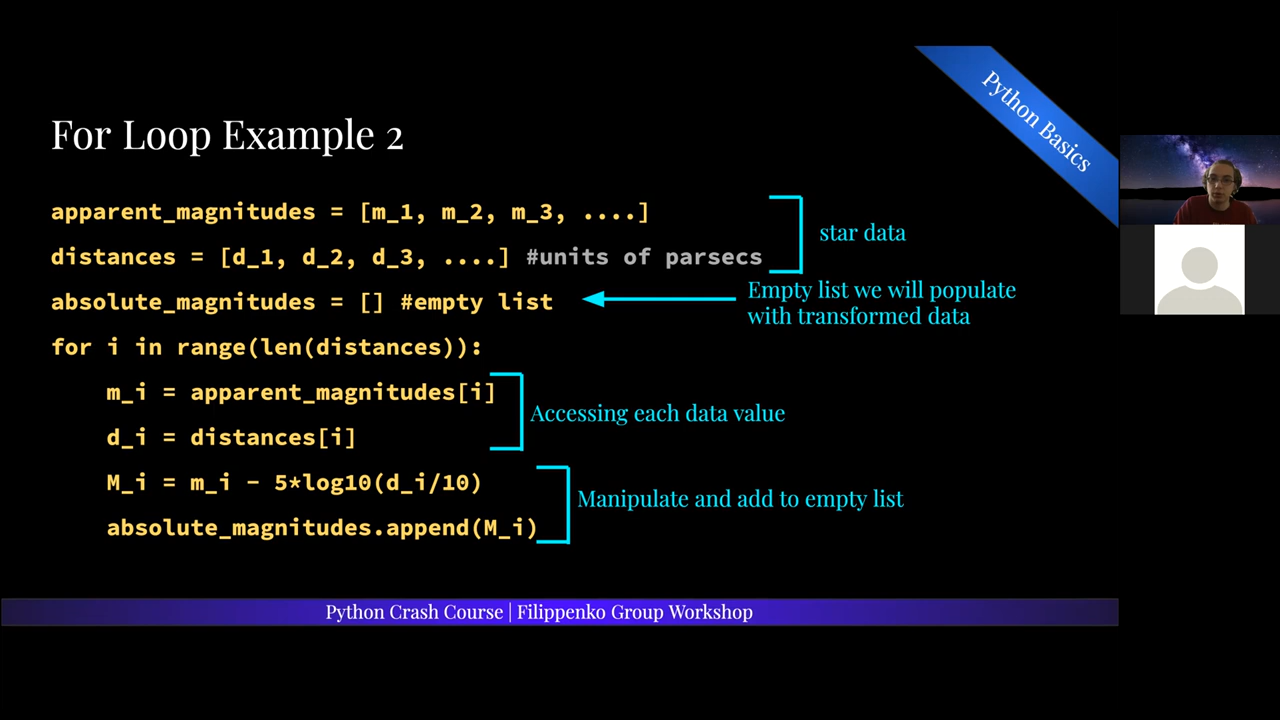 Python Basics
For Loop Example 2
apparent_magnitudes = [m_1, m_2, m_3, ....]
distances = [d_1, d_2, d_3, ....] #units of parsecs
star data
absolute_magnitudes = [] #empty list
Empty list we will populate
with transformed data
for i in range(len(distances)):
m_i = apparent_magnitudes[i]
d_i = distances[i]
Accessing each data value
M_i = m_i - 5*log10(d_i/10)
absolute_magnitudes.append(M_i)
Manipulate and add to empty list
Python Crash Course | Filippenko Group Workshop